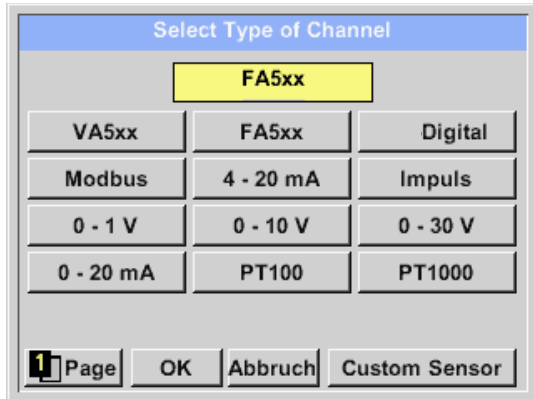 Select Type of Channel
FA5xx
VA5xx FA5xx Digital
Modbus 4 - 20 mA Impuls
0 - 1 V 0 - 10 V 0 - 30 V
0 - 20 mA PT100 PT1000
1 Page OK Abbruch Custom Sensor